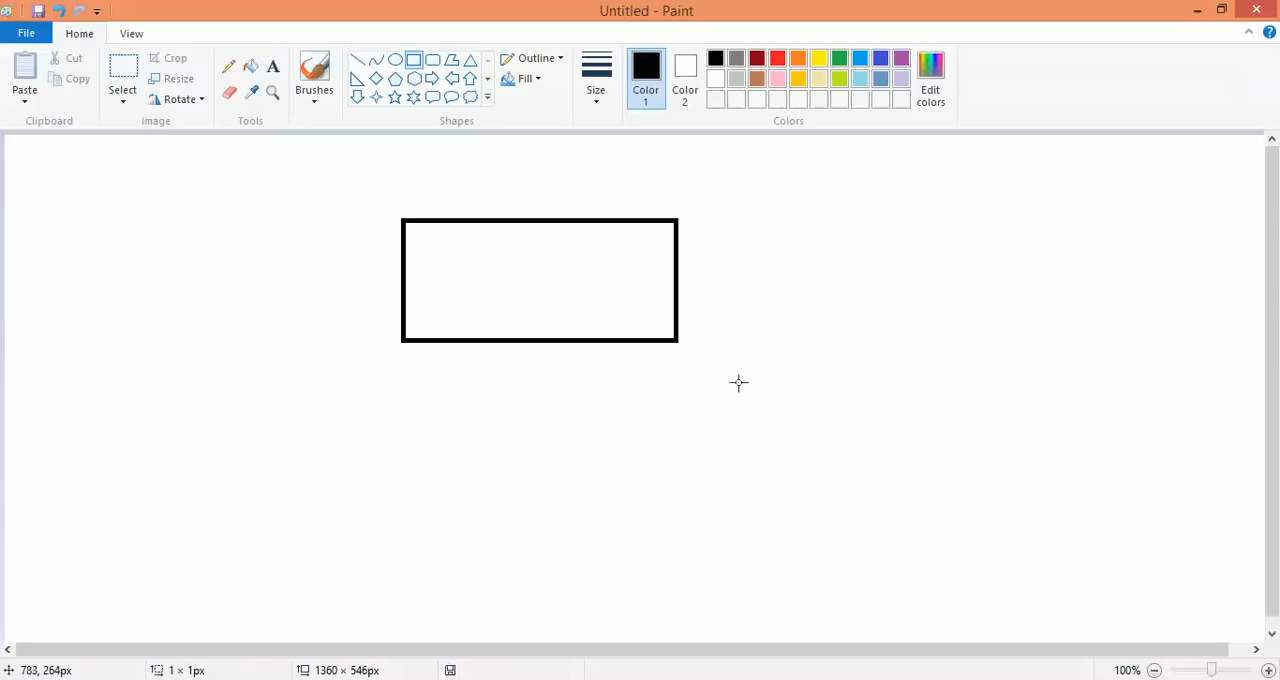 Untitled - Paint
File Home View
Paste
Cut
Copy
Clipboard
Select
Crop
Resize
Rotate
Image
A
Tools
Brushes
Outline
Fill
Shapes
Size
Color 1
Color 2
Edit colors
Colors
783, 264px 1 × 1px 1360 × 546px 100%